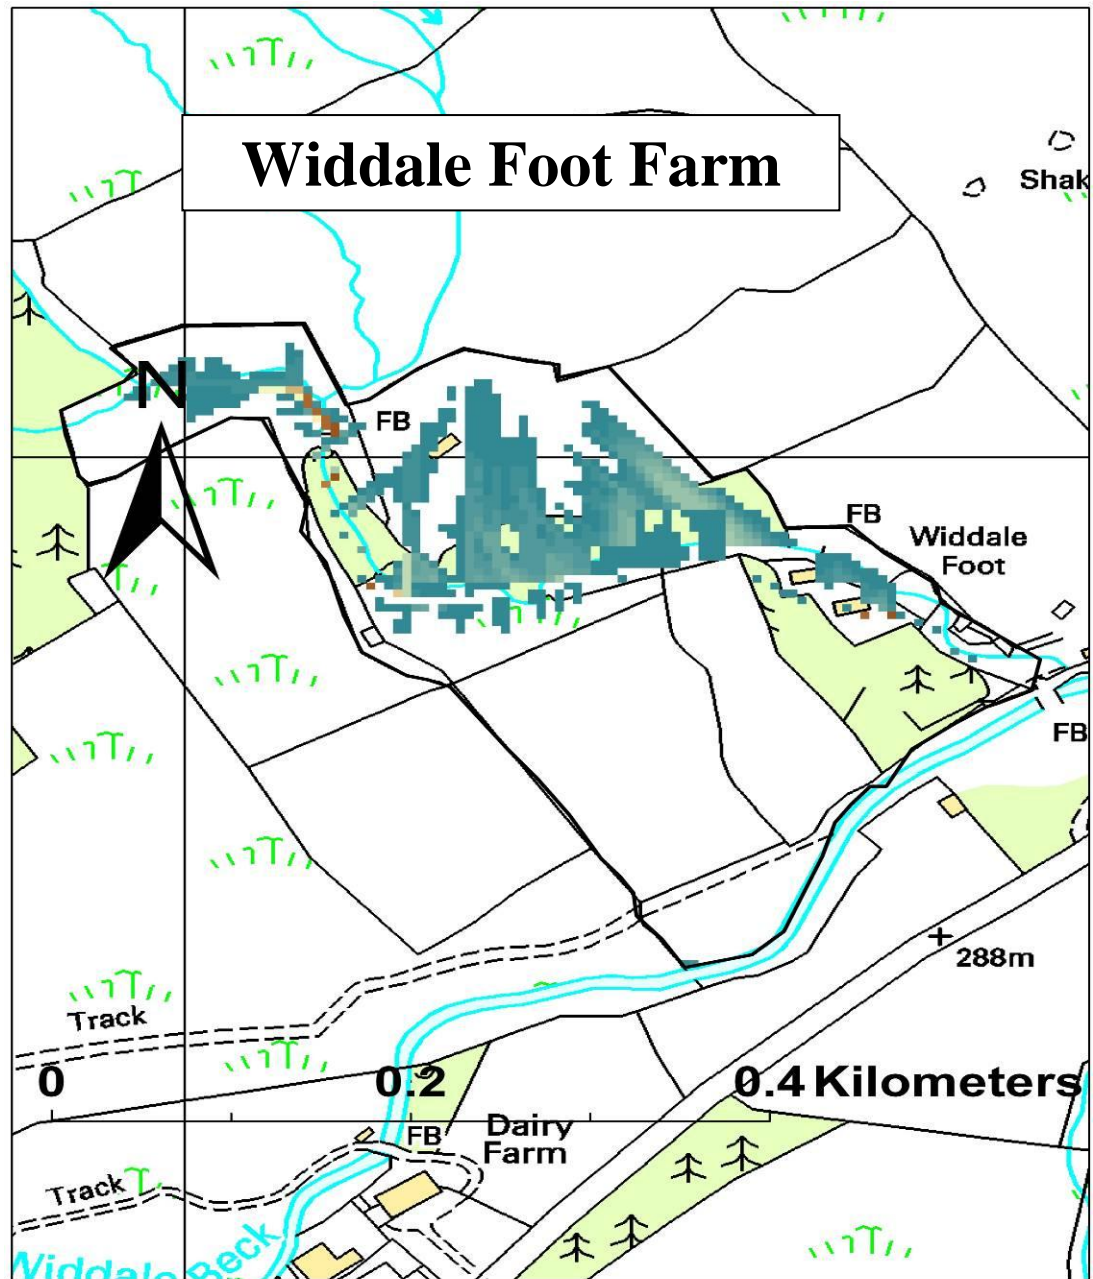 Widdale Foot Farm
Shak
N
FB
FB
Widdale
Foot
FB
288m
Track
0 0.2 0.4 Kilometers
FB
Dairy
Farm
Track
Widdale Beck